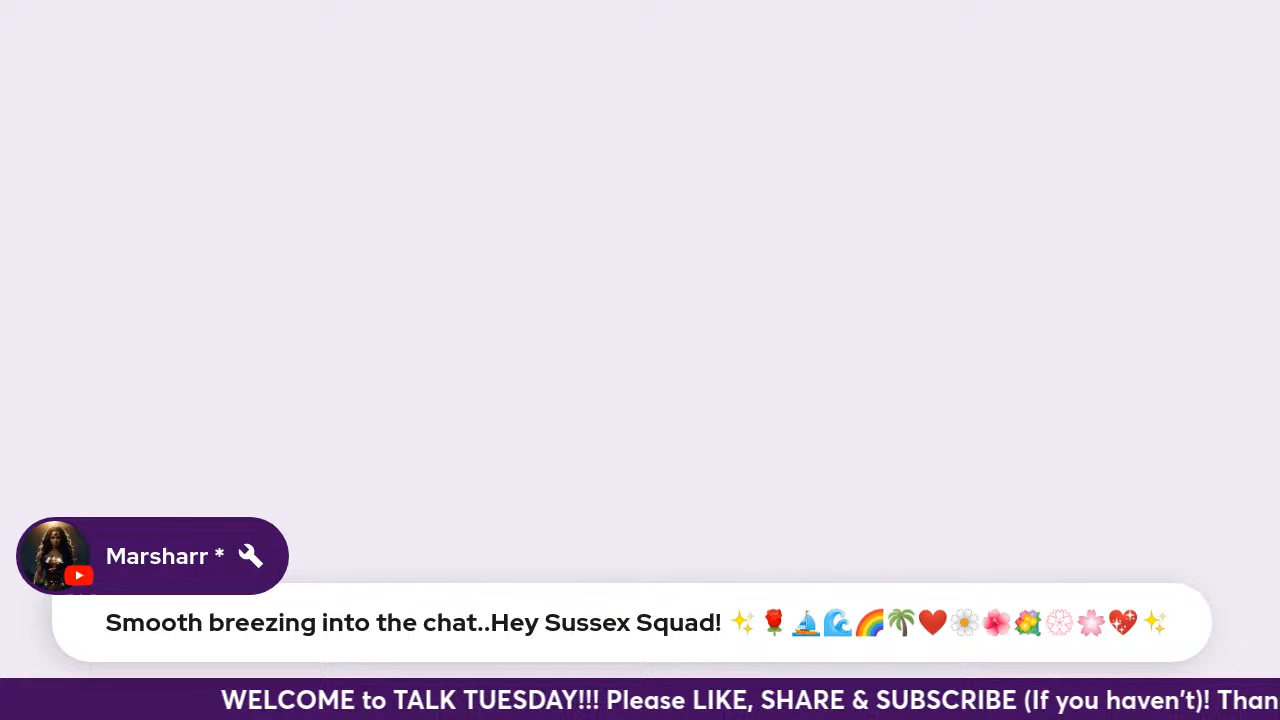 Marsharr *
Smooth breezing into the chat..Hey Sussex Squad! ✨🌹⛵🌊🌈🌴❤️🌼🌺💐💮🌸💖✨
WELCOME to TALK TUESDAY!!! Please LIKE, SHARE & SUBSCRIBE (If you haven't)! Than